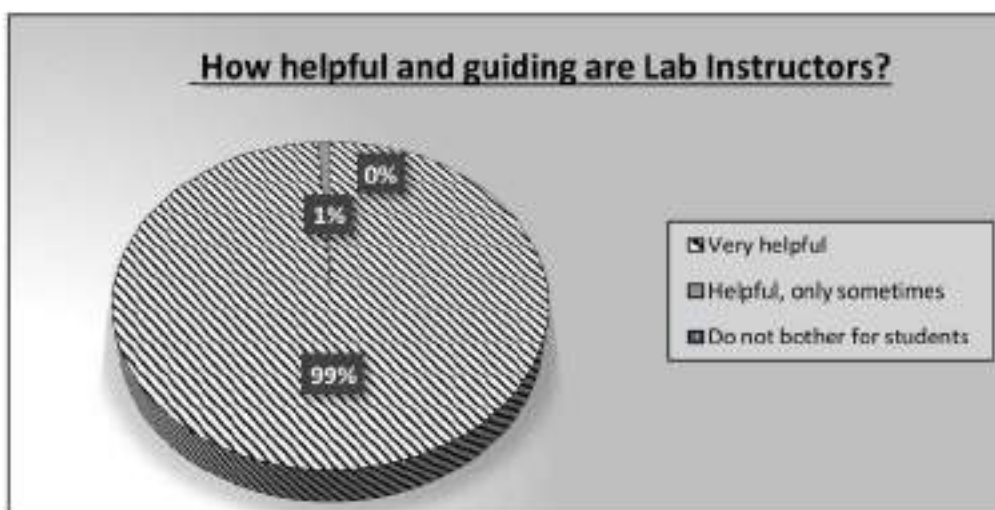 How helpful and guiding are Lab Instructors?
0%
1%
99%
Very helpful
Helpful, only sometimes
Do not bother for students